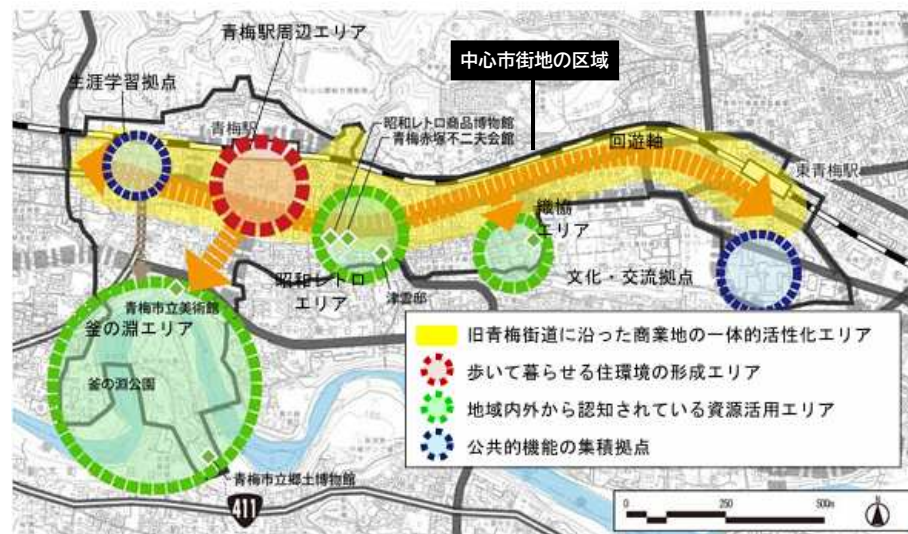 青梅駅周辺エリア
中心市街地の区域
生涯学習拠点
青梅駅
昭和レトロ商品博物館
青梅赤塚不二夫会館
回遊軸
東青梅駅
織協
エリア
昭和レトロ
エリア
津雲邸
文化・交流拠点
青梅市立美術館
釜の淵エリア
釜の淵公園
青梅市立郷土博物館
411
旧青梅街道に沿った商業地の一体的活性化エリア
歩いて暮らせる住環境の形成エリア
地域内外から認知されている資源活用エリア
公共的機能の集積拠点
0 250 500m
N